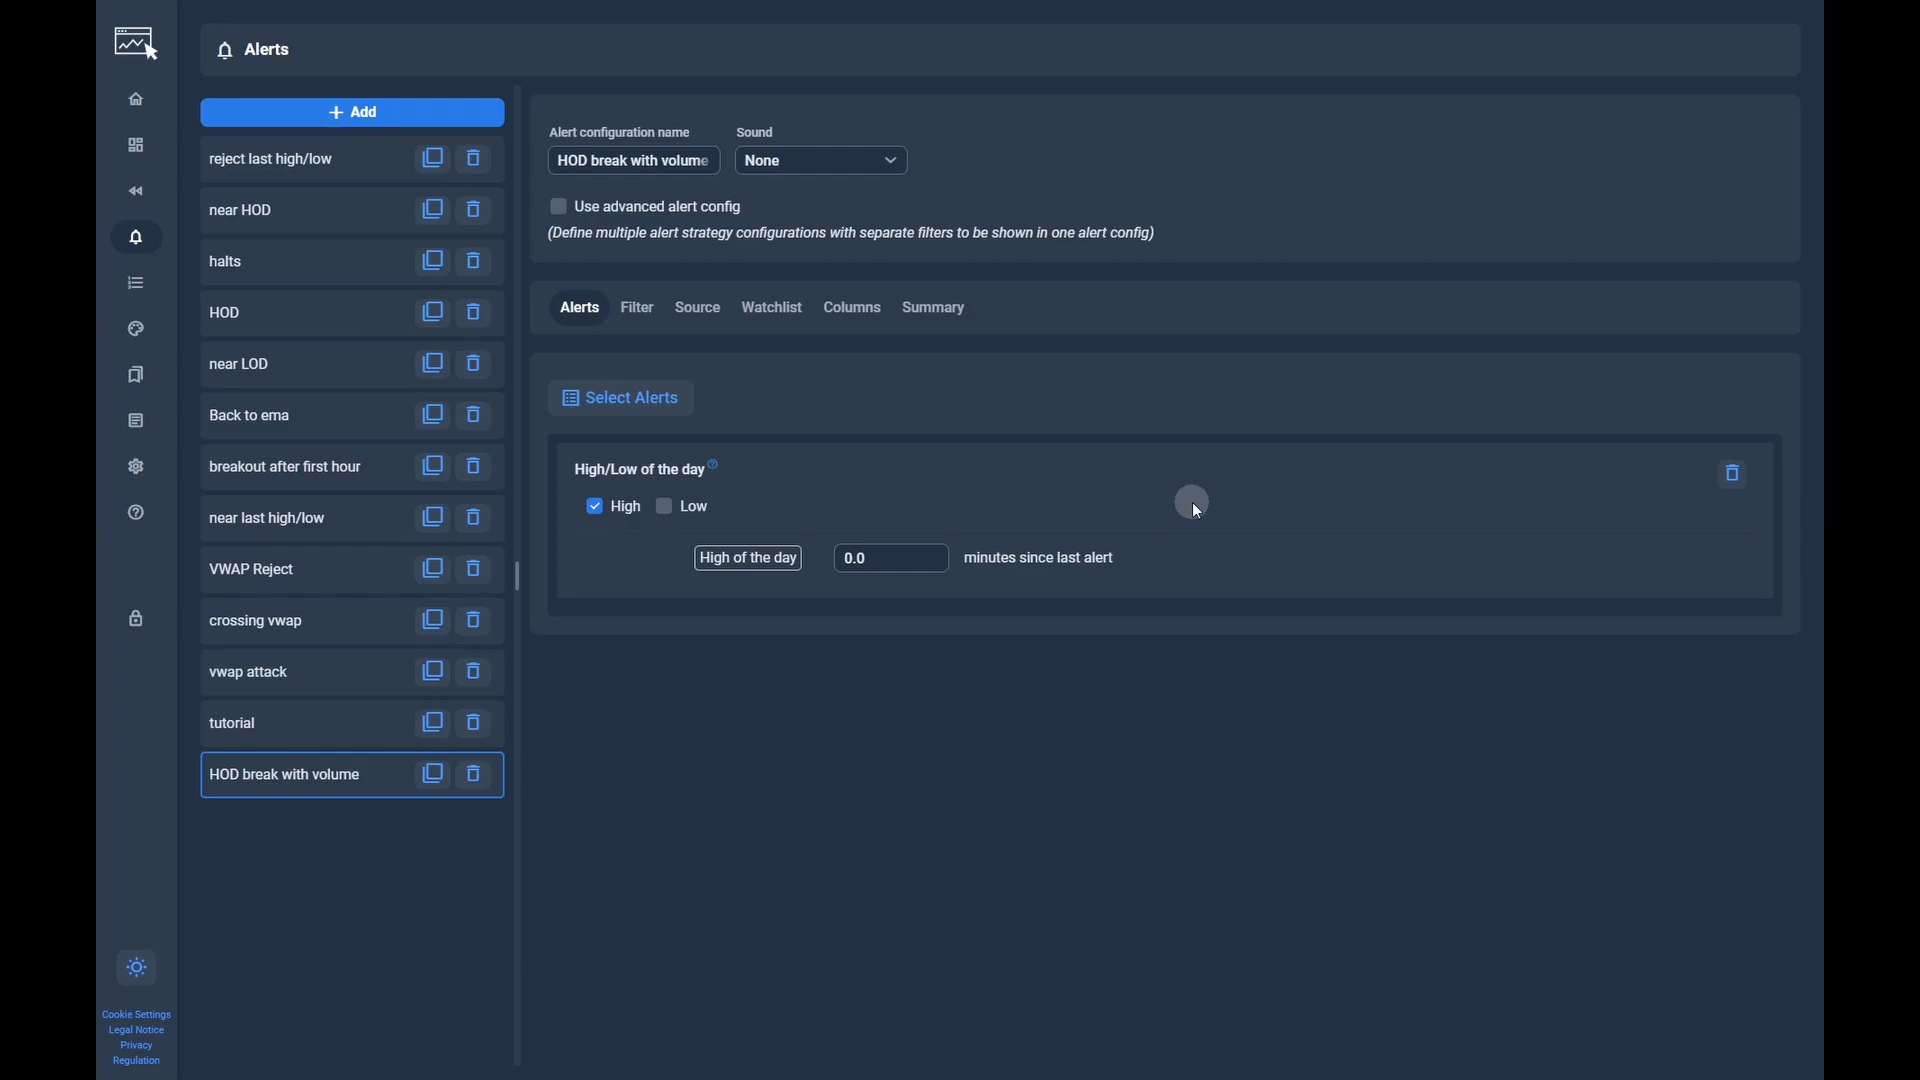 Alerts
Add
reject last high/low
near HOD
halts
HOD
near LOD
Back to ema
breakout after first hour
near last high/low
VWAP Reject
crossing vwap
vwap attack
tutorial
HOD break with volume
Alert configuration name Sound
HOD break with volume None
Use advanced alert config
(Define multiple alert strategy configurations with separate filters to be shown in one alert config)
Alerts Filter Source Watchlist Columns Summary
Select Alerts
High/Low of the day
High Low
High of the day 0.0 minutes since last alert
Cookie Settings
Legal Notice
Privacy
Regulation